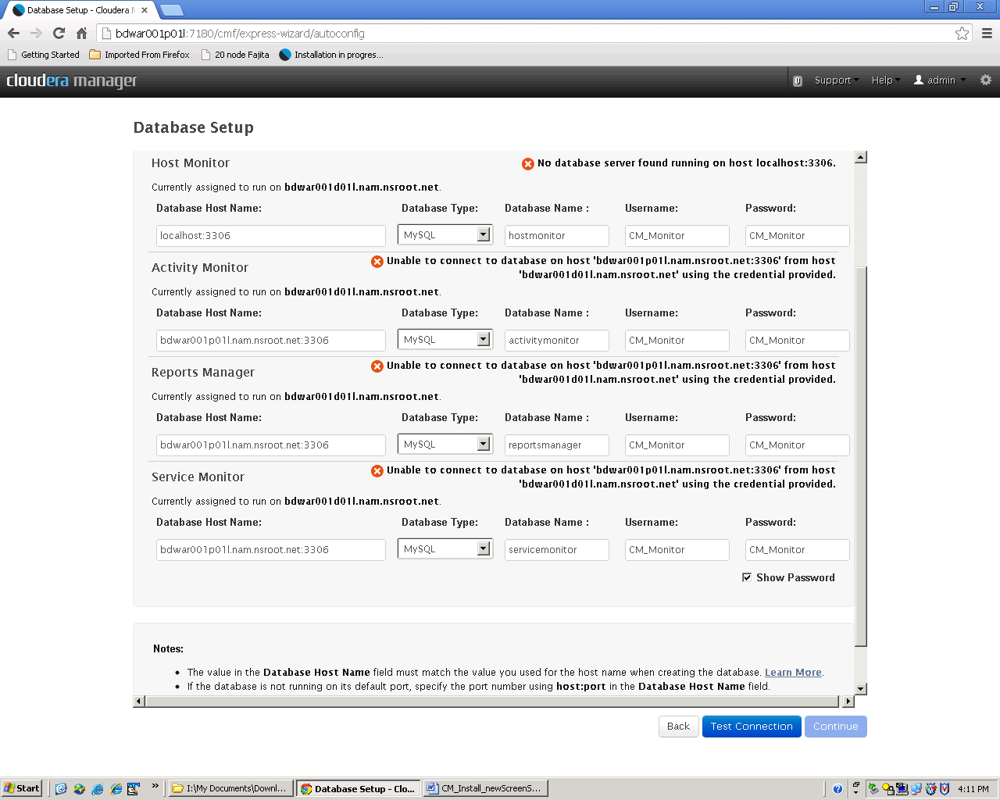 Database Setup - Cloudera M
bdwar001p01l:7180/cmf/express-wizard/autoconfig
Getting Started Imported From Firefox 20 node Fajita Installation in progres...
cloudera manager 0 Support Help admin
Database Setup
Host Monitor No database server found running on host localhost:3306.
Currently assigned to run on bdwar001d01l.nam.nsroot.net.
Database Host Name: Database Type: Database Name : Username: Password:
localhost:3306 MySQL hostmonitor CM_Monitor CM_Monitor
Unable to connect to database on host 'bdwar001p01l.nam.nsroot.net:3306' from host
Activity Monitor 'bdwar001d01l.nam.nsroot.net' using the credential provided.
Currently assigned to run on bdwar001d01l.nam.nsroot.net.
Database Host Name: Database Type: Database Name : Username: Password:
bdwar001p01l.nam.nsroot.net:3306 MySQL activitymonitor CM_Monitor CM_Monitor
Unable to connect to database on host 'bdwar001p01l.nam.nsroot.net:3306' from host
Reports Manager 'bdwar001d01l.nam.nsroot.net' using the credential provided.
Currently assigned to run on bdwar001d01l.nam.nsroot.net.
Database Host Name: Database Type: Database Name : Username: Password:
bdwar001p01l.nam.nsroot.net:3306 MySQL reportsmanager CM_Monitor CM_Monitor
Unable to connect to database on host 'bdwar001p01l.nam.nsroot.net:3306' from host
Service Monitor 'bdwar001d01l.nam.nsroot.net' using the credential provided.
Currently assigned to run on bdwar001d01l.nam.nsroot.net.
Database Host Name: Database Type: Database Name : Username: Password:
bdwar001p01l.nam.nsroot.net:3306 MySQL servicemonitor CM_Monitor CM_Monitor
Show Password
Notes:
• The value in the Database Host Name field must match the value you used for the host name when creating the database. Learn More.
• If the database is not running on its default port, specify the port number using host:port in the Database Host Name field.
Back Test Connection Continue
Start I:\My Documents\Downl... Database Setup - Clo... CM_Install_newScreenS... 4:11 PM